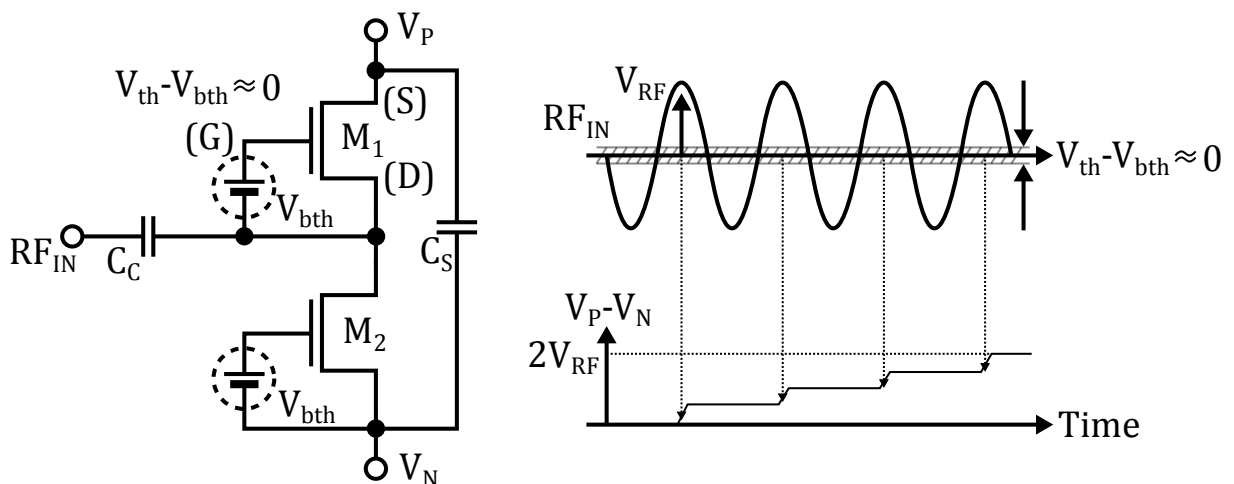 V_P
V_th-V_bth≈0
(S)
(G)
M_1
(D)
V_bth
RF_IN
C_C
C_S
M_2
V_bth
V_N
V_RF
RF_IN
V_th-V_bth≈0
V_P-V_N
2V_RF
Time